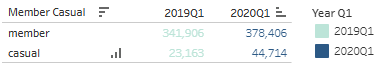 Member Casual 2019Q1 2020Q1
member 341,906 378,406
casual 23,163 44,714
Year Q1
2019Q1
2020Q1